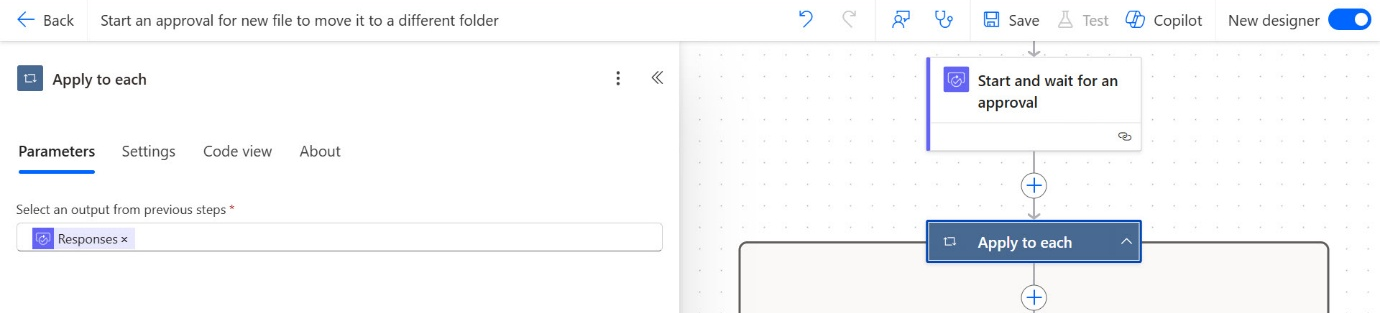 Back
Start an approval for new file to move it to a different folder
Save
Test
Copilot
New designer
Apply to each
Parameters
Settings
Code view
About
Select an output from previous steps *
Responses ×
Start and wait for an
approval
Apply to each